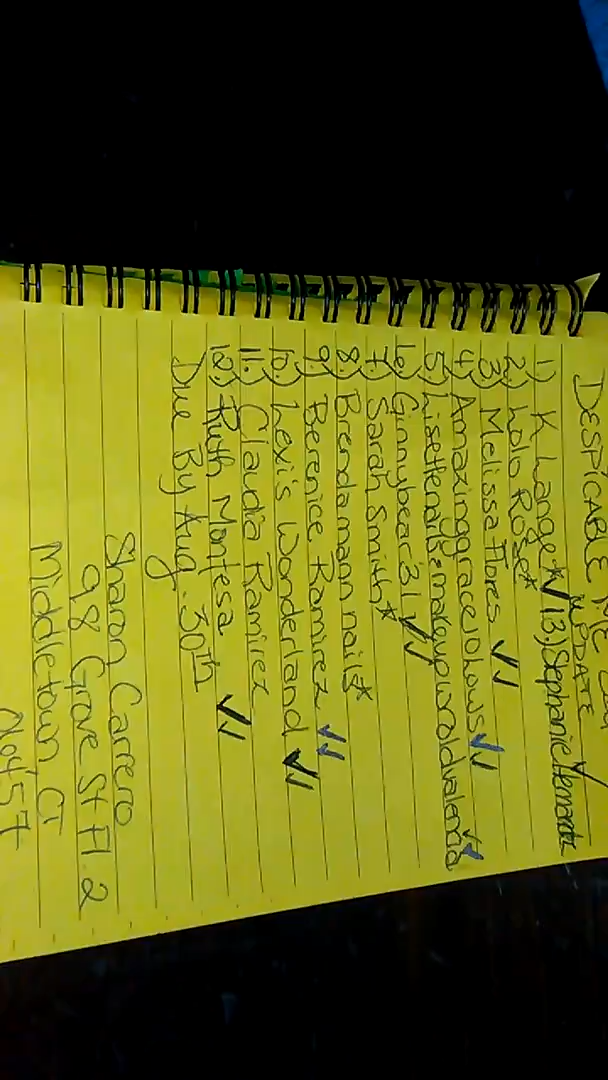 DESPICABLE ME
UPDATE
1.) K Lange* ✓ 13.) Stephanie Hernandez ✓
2.) Lolo Rose*
3.) Melissa Flores ✓✓
4.) Amazinggrace10Lows ✓✓
5.) Lisettenails+makeupwroldvalencia ✓✓
6.) Ginnybear31 ✓✓
7.) Sarah Smith*
8.) Brendamann nails*
9.) Berenice Ramirez ✓✓
10.) Lexi's Wonderland ✓✓
11.) Claudia Ramirez
12.) Ruth Montesa ✓✓
Due By Aug. 30th
Sharon Carrero
98 Grove St Fl 2
Middletown Ct
06457